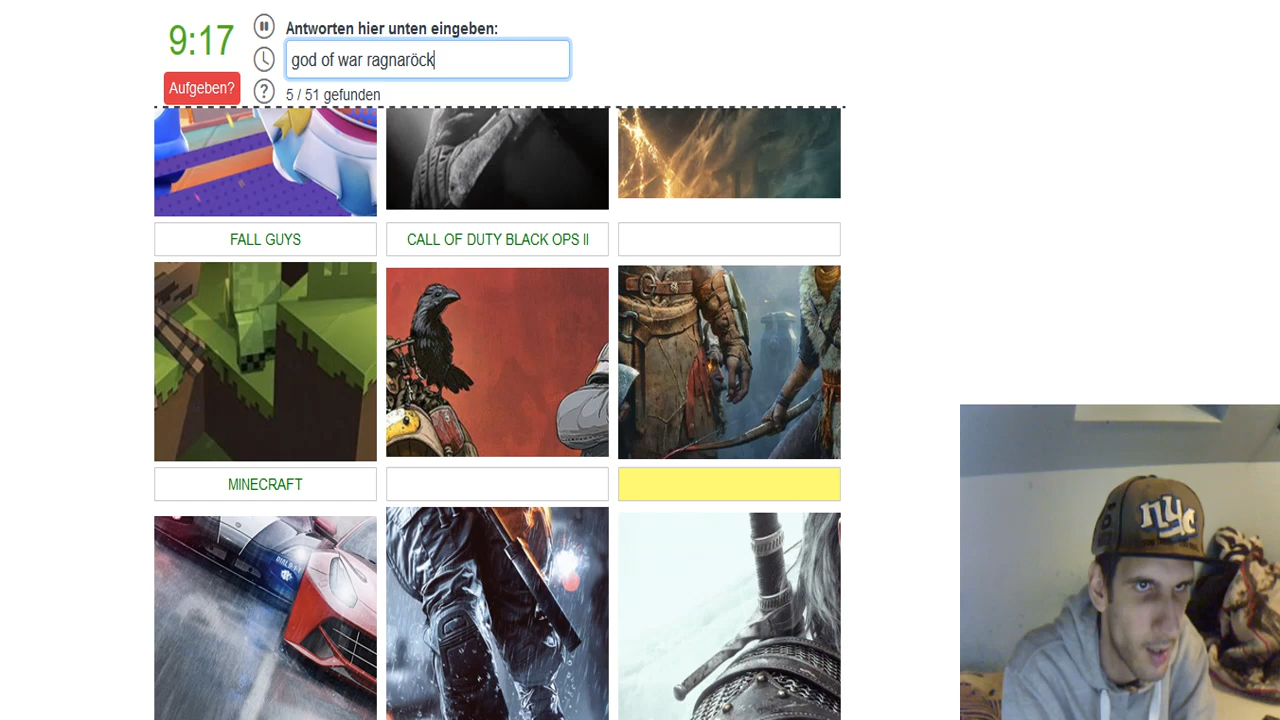 9:17
Antworten hier unten eingeben:
god of war ragnaröck
Aufgeben?
?
5 / 51 gefunden
FALL GUYS
CALL OF DUTY BLACK OPS II
MINECRAFT
nyc